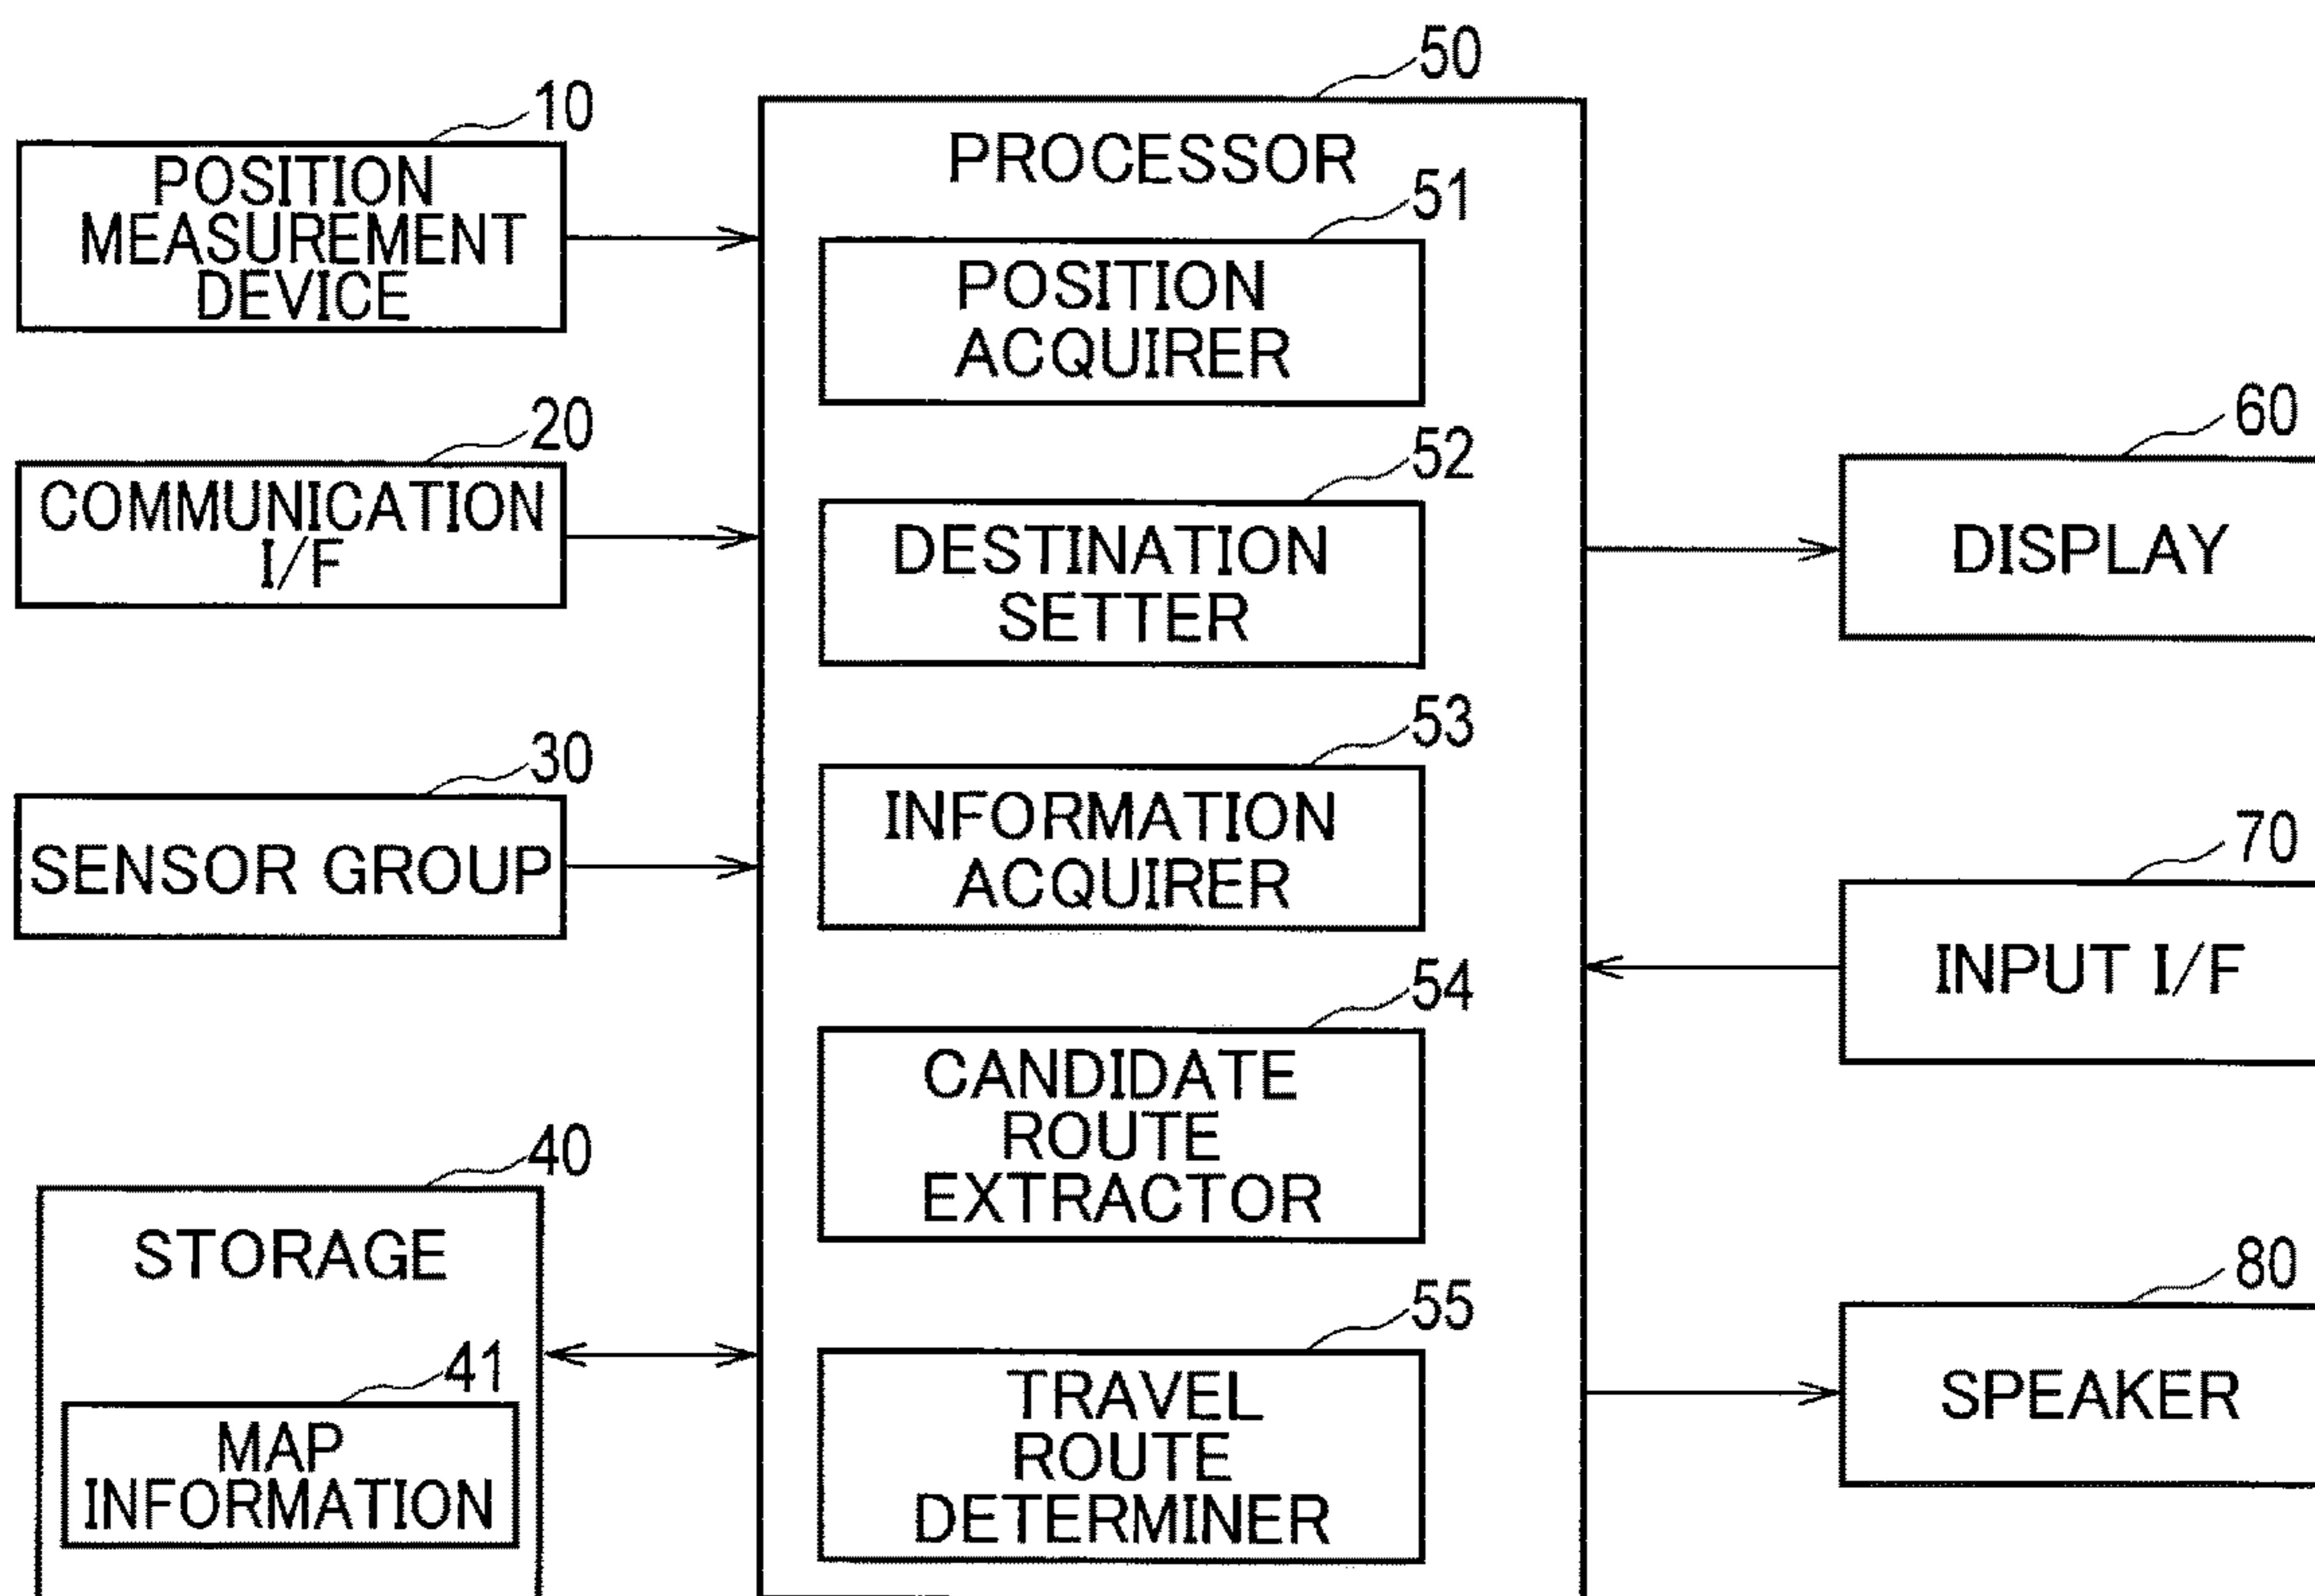 10
POSITION
MEASUREMENT
DEVICE
20
COMMUNICATION
I/F
30
SENSOR GROUP
40
STORAGE
41
MAP
INFORMATION
50
PROCESSOR
51
POSITION
ACQUIRER
52
DESTINATION
SETTER
53
INFORMATION
ACQUIRER
54
CANDIDATE
ROUTE
EXTRACTOR
55
TRAVEL
ROUTE
DETERMINER
60
DISPLAY
70
INPUT I/F
80
SPEAKER